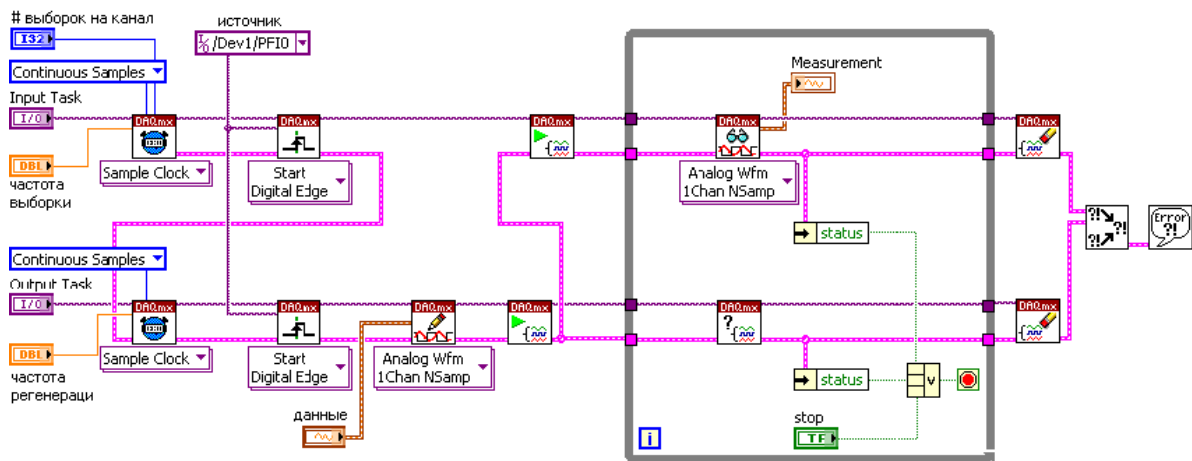 # выборок на канал
I32
источник
I/O /Dev1/PFI0
Continuous Samples
Input Task
I/O
DAQmx
DAQmx
DAQmx
DBL
частота
выборки
Sample Clock
Start
Digital Edge
Measurement
DAQmx
Analog Wfm
1Chan NSamp
DAQmx
status
?!
?!
?!
Error
?!
Continuous Samples
Output Task
I/O
DAQmx
DAQmx
DAQmx
DAQmx
DBL
частота
регенераци
Sample Clock
Start
Digital Edge
Analog Wfm
1Chan NSamp
данные
DAQmx
?
DAQmx
status
V
stop
TF
i